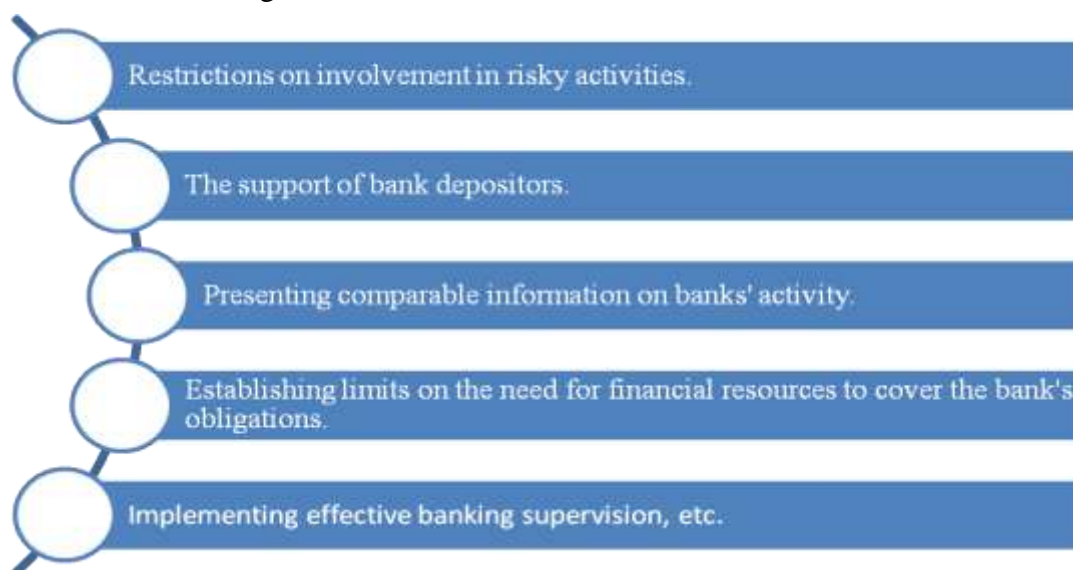 Restrictions on involvement in risky activities.
The support of bank depositors.
Presenting comparable information on banks' activity.
Establishing limits on the need for financial resources to cover the bank's
obligations.
Implementing effective banking supervision, etc.